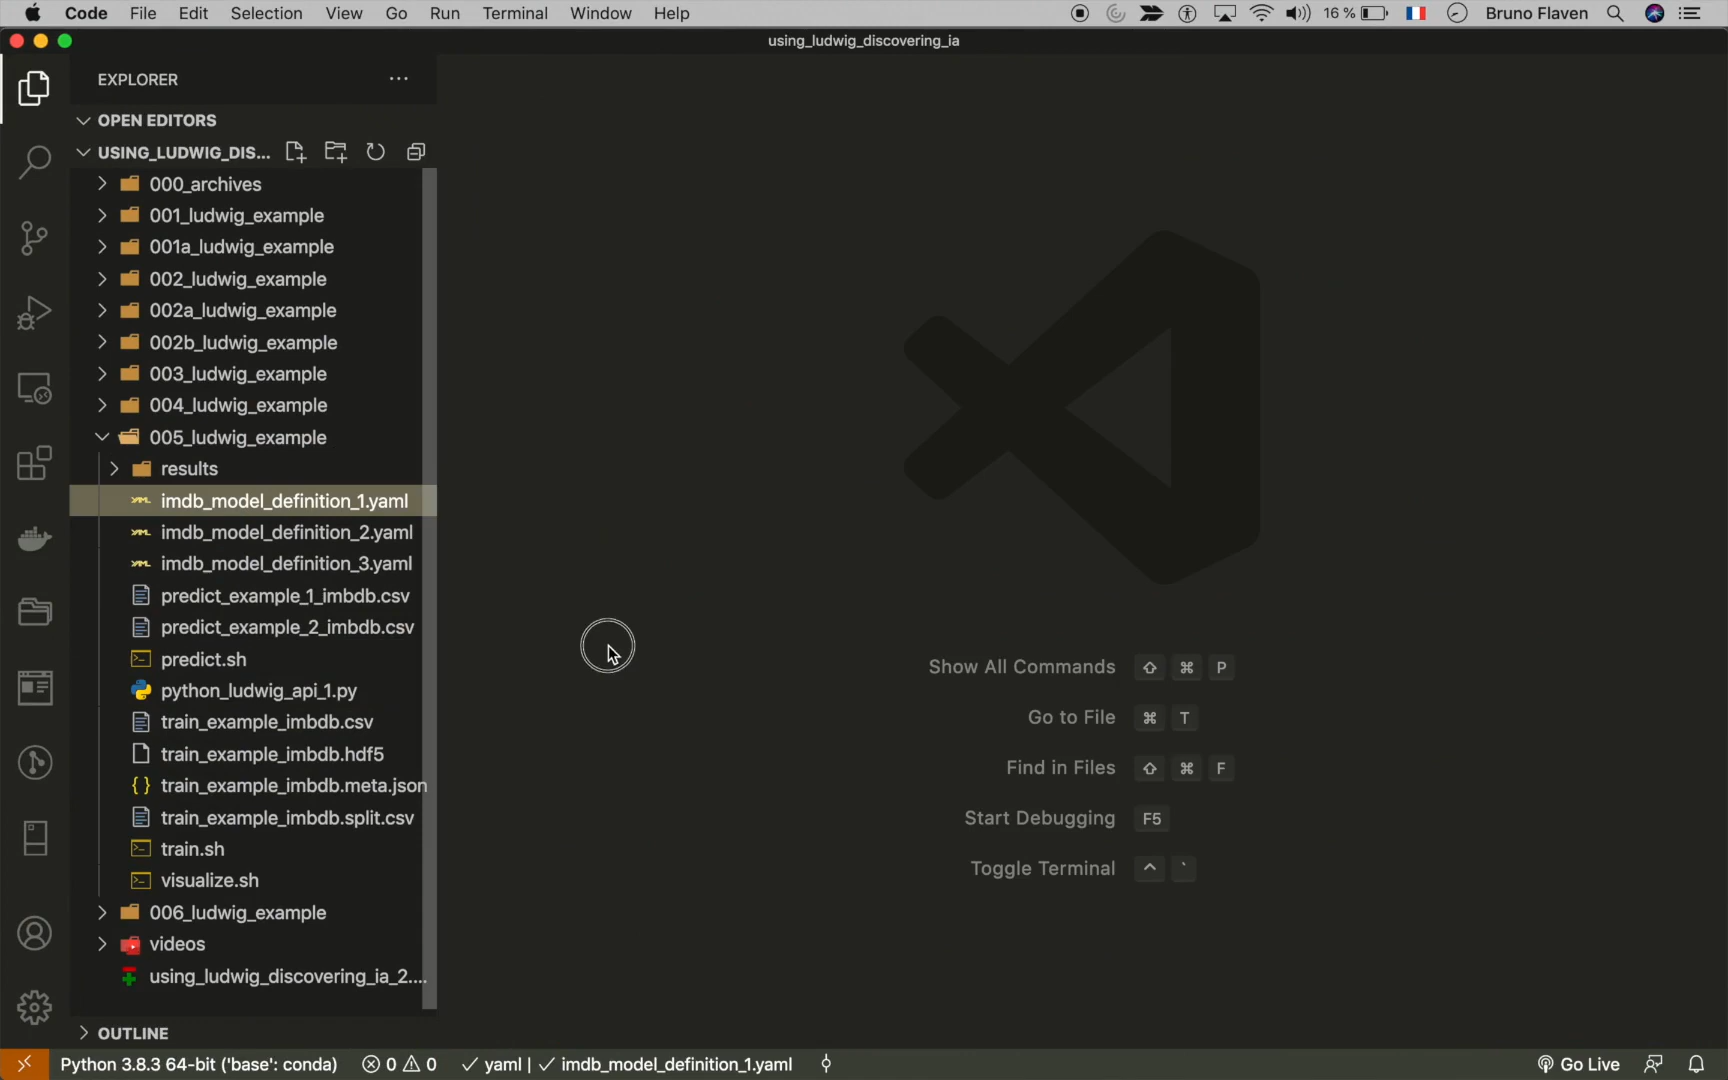 Code File Edit Selection View Go Run Terminal Window Help 16 % Bruno Flaven
using_ludwig_discovering_ia
EXPLORER
OPEN EDITORS
USING_LUDWIG_DIS...
000_archives
001_ludwig_example
001a_ludwig_example
002_ludwig_example
002a_ludwig_example
002b_ludwig_example
003_ludwig_example
004_ludwig_example
005_ludwig_example
results
imdb_model_definition_1.yaml
imdb_model_definition_2.yaml
imdb_model_definition_3.yaml
predict_example_1_imbdb.csv
predict_example_2_imbdb.csv
predict.sh
python_ludwig_api_1.py
train_example_imbdb.csv
train_example_imbdb.hdf5
train_example_imbdb.meta.json
train_example_imbdb.split.csv
train.sh
visualize.sh
006_ludwig_example
videos
using_ludwig_discovering_ia_2....
OUTLINE
Show All Commands ⇧ ⌘ P
Go to File ⌘ T
Find in Files ⇧ ⌘ F
Start Debugging F5
Toggle Terminal ^ `
Python 3.8.3 64-bit ('base': conda) 0 0 ✓ yaml | ✓ imdb_model_definition_1.yaml Go Live